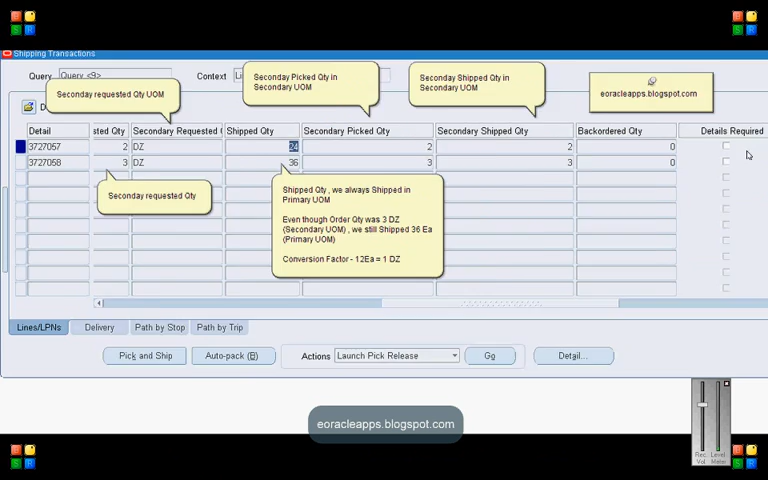 Shipping Transactions
Query
Query <9>
Context
Seconday requested Qty UOM
Seconday Picked Qty in
Secondary UOM
Seconday Shipped Qty in
Secondary UOM
eoracleapps.blogspot.com
Detail
sted Qty
Secondary Requested
Shipped Qty
Secondary Picked Qty
Secondary Shipped Qty
Backordered Qty
Details Required
3727057
2
DZ
24
2
2
0
3727058
3
DZ
36
3
3
0
Seconday requested Qty
Shipped Qty , we always Shipped in
Primary UOM
Even though Order Qty was 3 DZ
(Secondary UOM) , we still Shipped 36 Ea
(Primary UOM)
Conversion Factor - 12Ea = 1 DZ
Lines/LPNs
Delivery
Path by Stop
Path by Trip
Pick and Ship
Auto-pack (B)
Actions
Launch Pick Release
Go
Detail...
eoracleapps.blogspot.com
Rec Vol
Level Meter